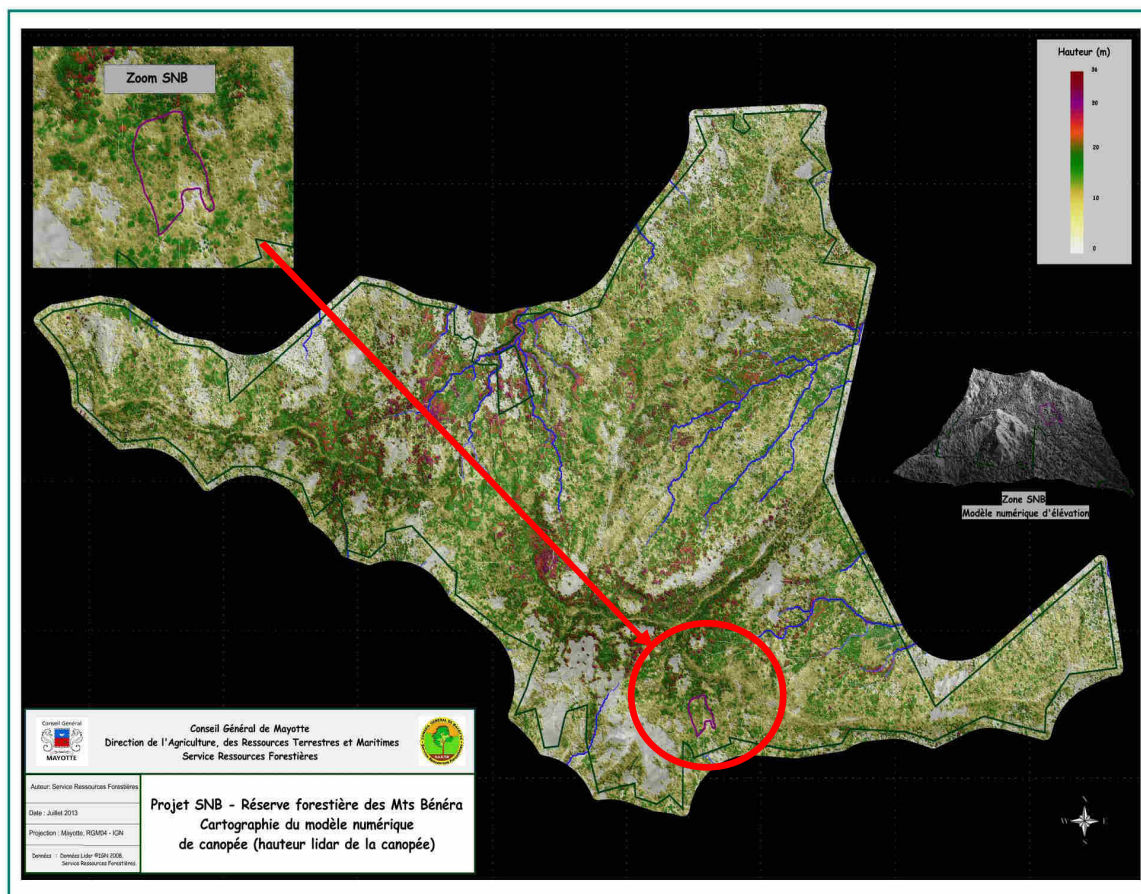 Zoom SNB
Hauteur (m)
36
30
20
10
0
Zone SNB
Modèle numérique d'élévation
Conseil Général
MAYOTTE
Conseil Général de Mayotte
Direction de l'Agriculture, des Ressources Terrestres et Maritimes
Service Ressources Forestières
Auteur: Service Ressources Forestières
Date : Juillet 2013
Projection : Mayotte, RGM04 - IGN
Données : Données Lidar ©IGN 2008,
Service Ressources Forestières.
Projet SNB - Réserve forestière des Mts Bénéra
Cartographie du modèle numérique
de canopée (hauteur lidar de la canopée)
W E